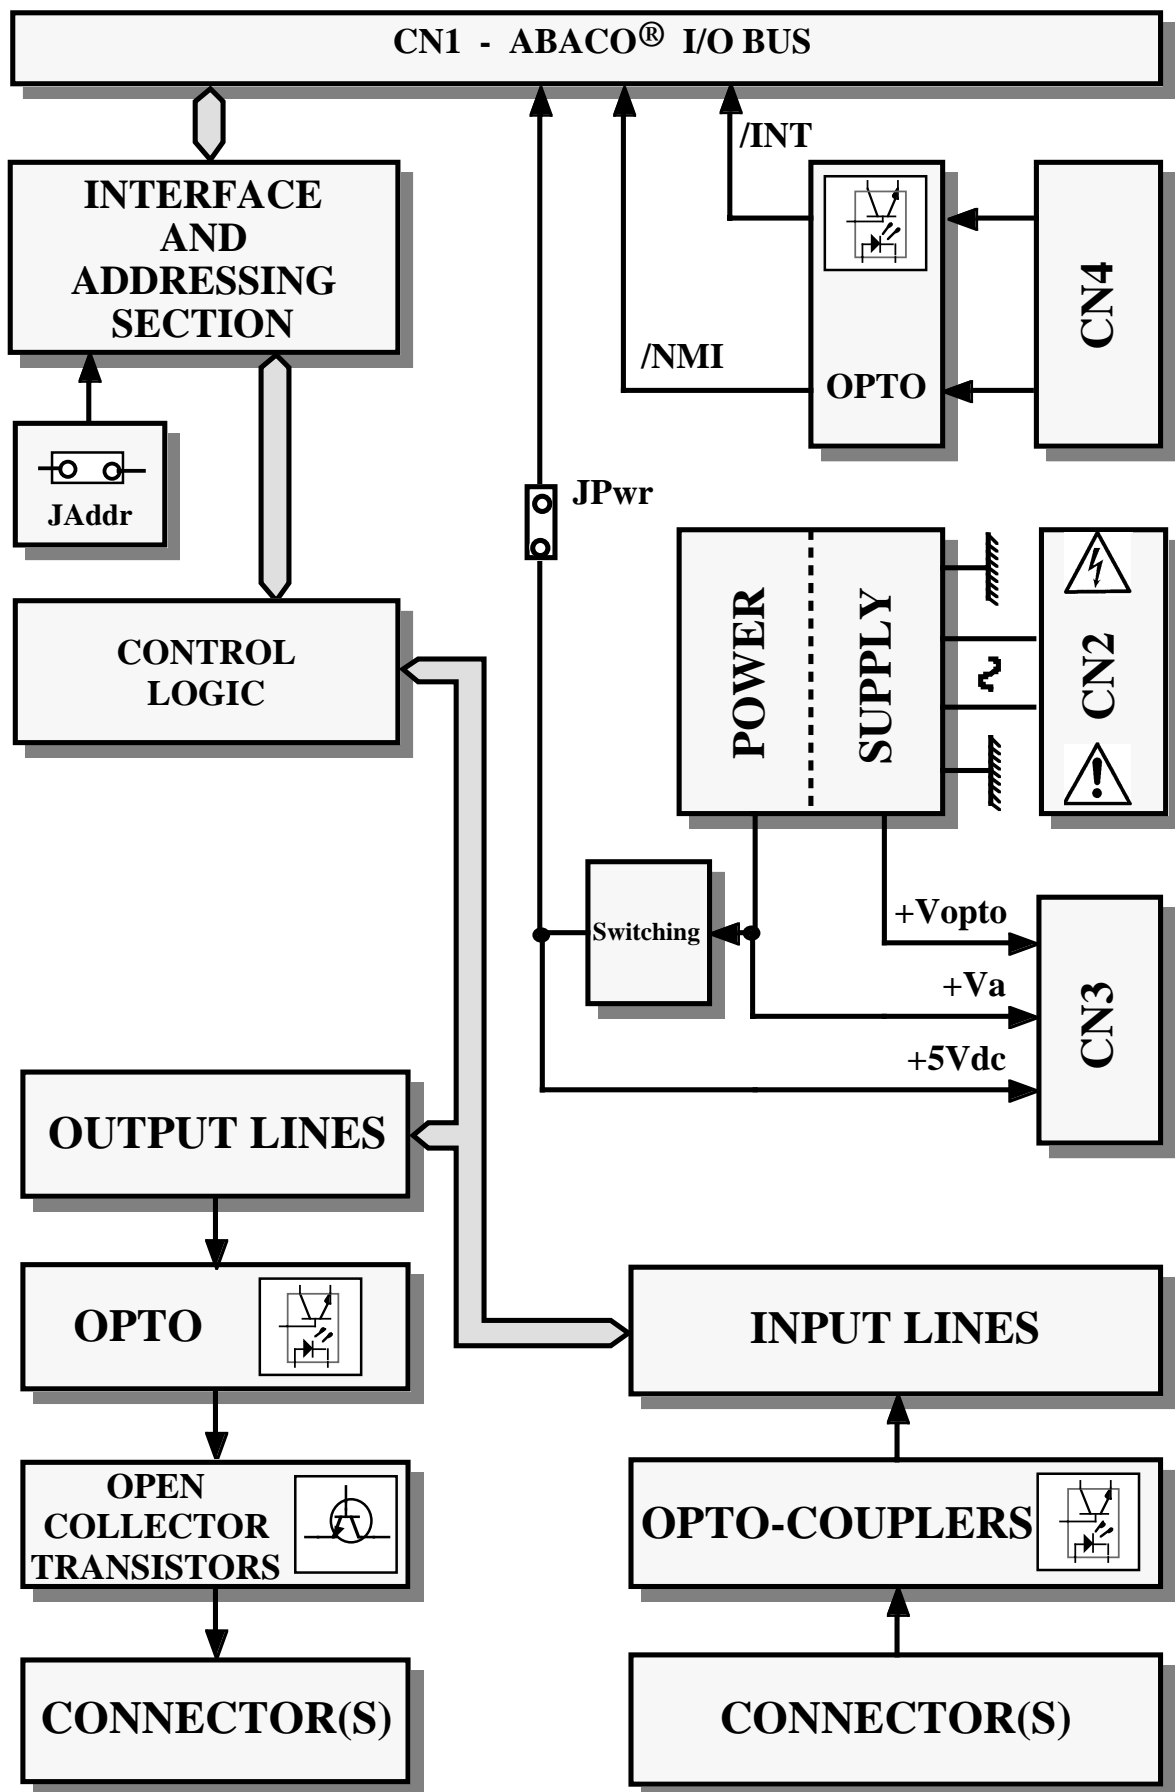 CN1 - ABACO® I/O BUS
/INT
INTERFACE
AND
ADDRESSING
SECTION
CN4
/NMI
OPTO
JPwr
JAddr
POWER
SUPPLY
CN2
CONTROL
LOGIC
+Vopto
Switching
+Va
CN3
+5Vdc
OUTPUT LINES
OPTO
INPUT LINES
OPEN
COLLECTOR
TRANSISTORS
OPTO-COUPLERS
CONNECTOR(S)
CONNECTOR(S)